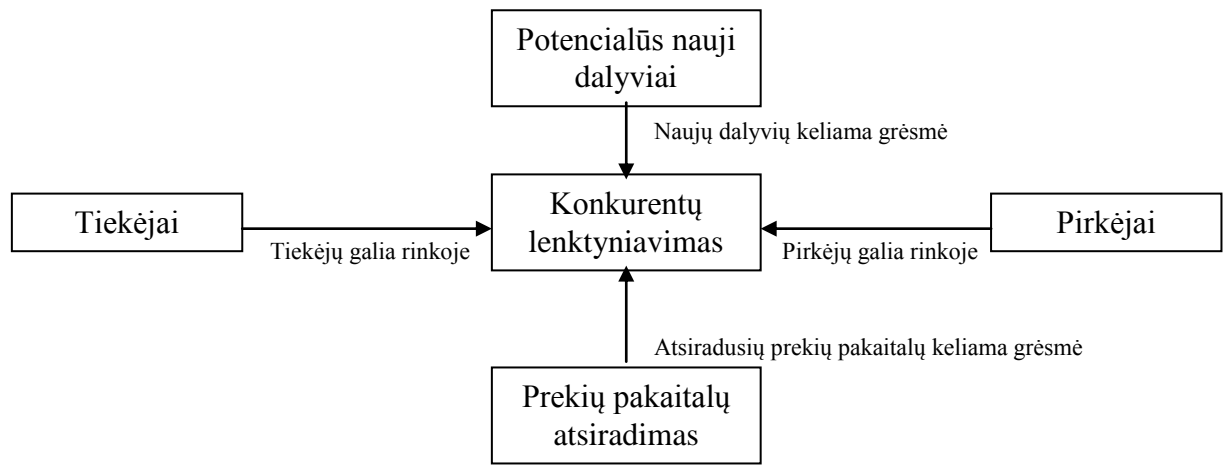 Potencialūs nauji
dalyviai
Naujų dalyvių keliama grėsmė
Tiekėjai
Konkurentų
lenktyniavimas
Pirkėjai
Tiekėjų galia rinkoje
Pirkėjų galia rinkoje
Atsiradusių prekių pakaitalų keliama grėsmė
Prekių pakaitalų
atsiradimas